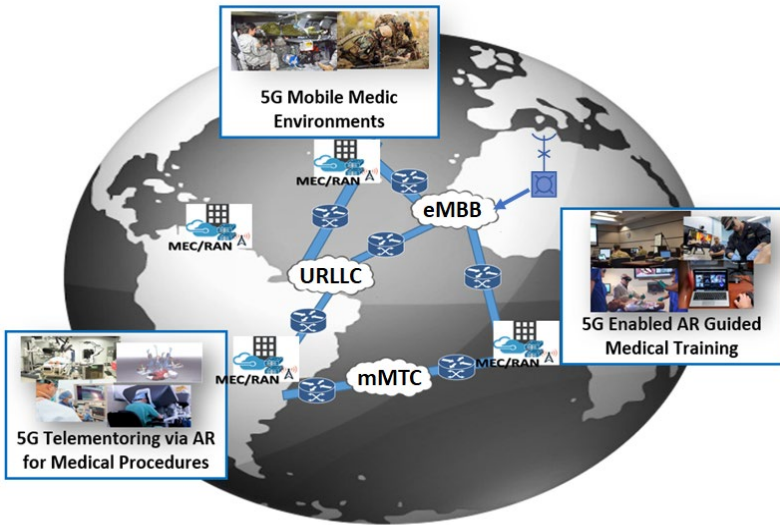 5G Mobile Medic
Environments
MEC/RAN
eMBB
MEC/RAN
URLLC
5G Enabled AR Guided
Medical Training
MEC/RAN
MEC/RAN
mMTC
5G Telementoring via AR
for Medical Procedures